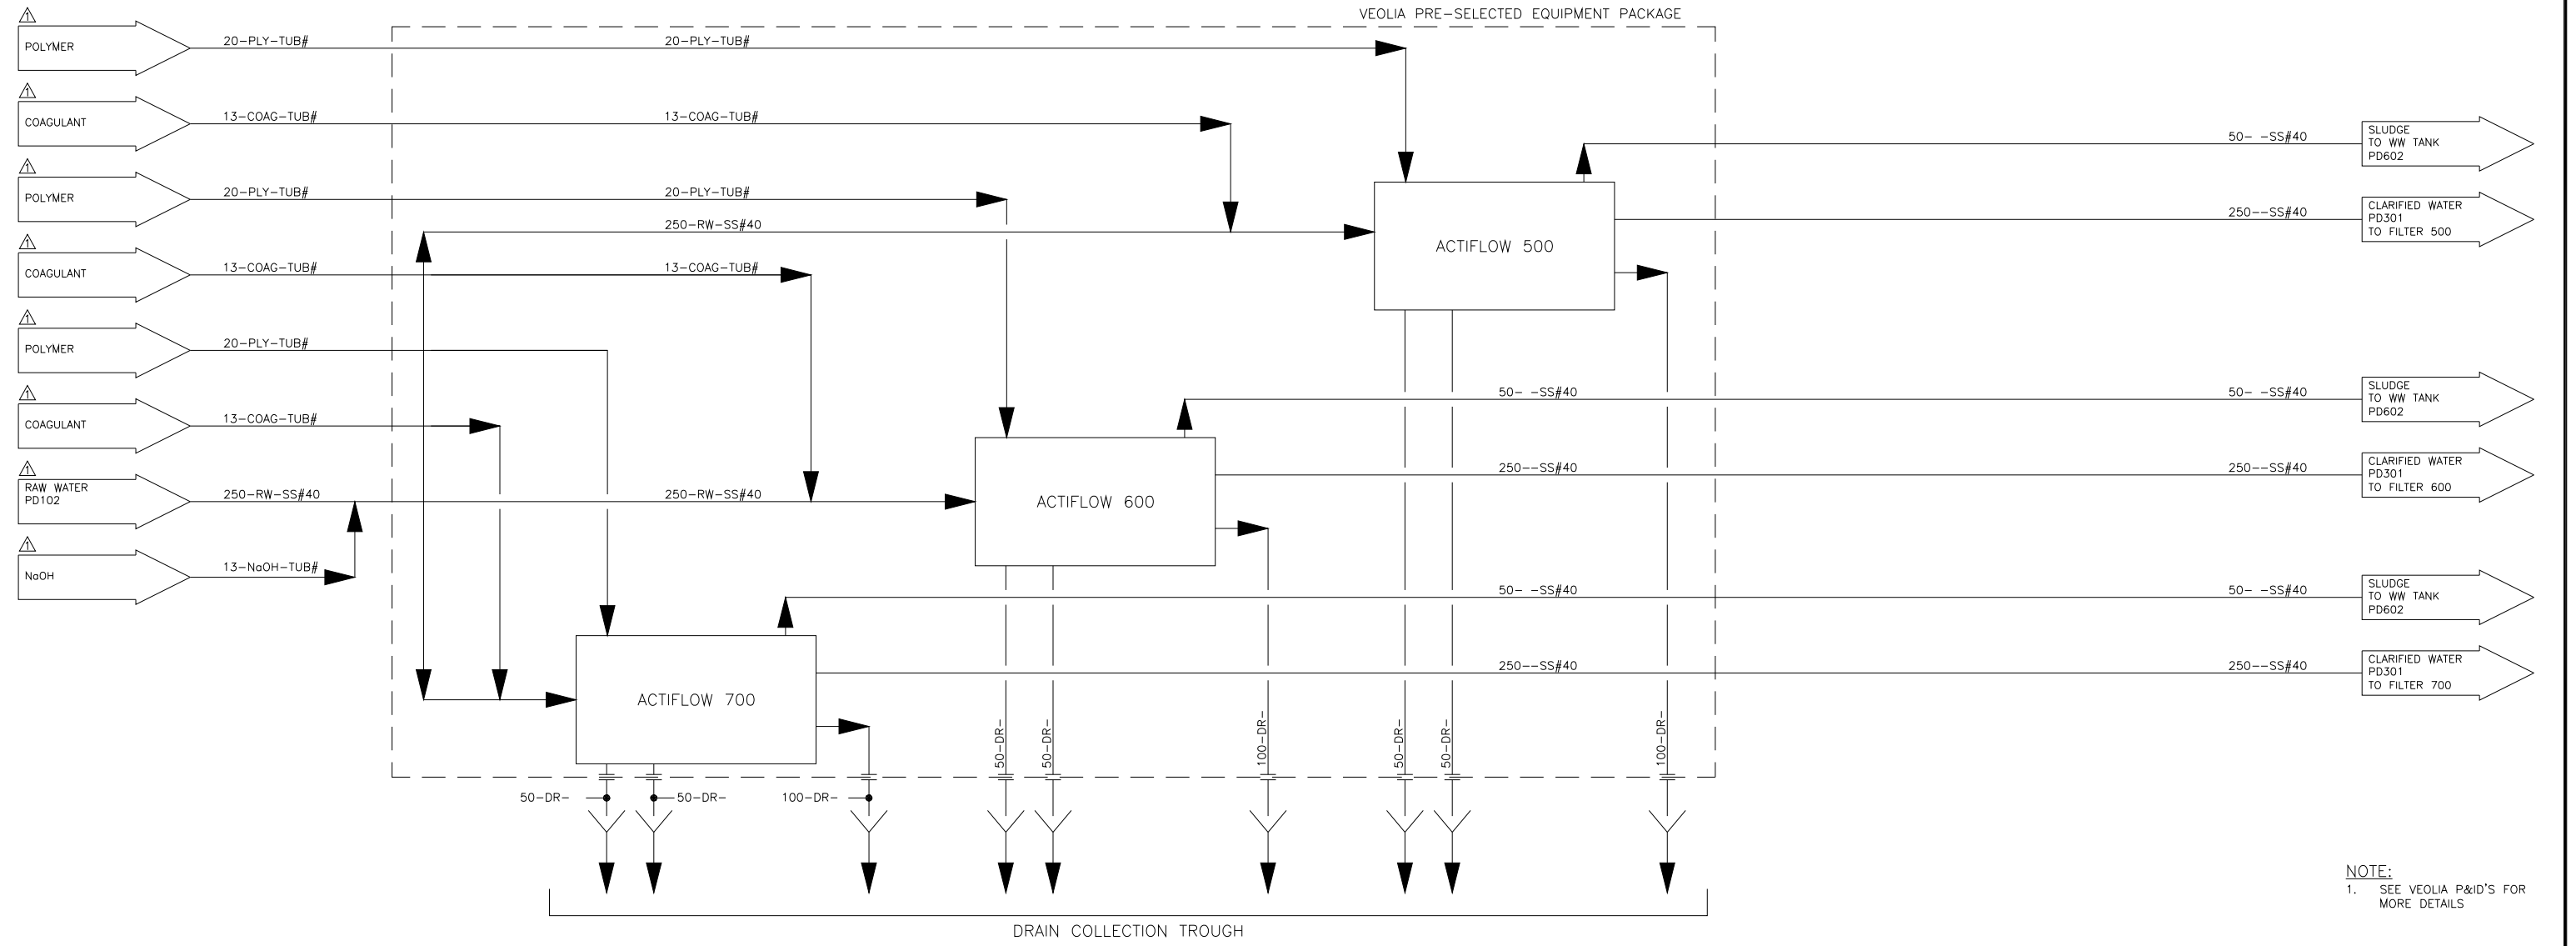 VEOLIA PRE-SELECTED EQUIPMENT PACKAGE
1
POLYMER
20-PLY-TUB#
20-PLY-TUB#
1
COAGULANT
13-COAG-TUB#
13-COAG-TUB#
1
POLYMER
20-PLY-TUB#
20-PLY-TUB#
250-RW-SS#40
1
COAGULANT
13-COAG-TUB#
13-COAG-TUB#
1
POLYMER
20-PLY-TUB#
1
COAGULANT
13-COAG-TUB#
1
RAW WATER
PD102
250-RW-SS#40
250-RW-SS#40
1
NaOH
13-NaOH-TUB#
ACTIFLOW 500
50- -SS#40
SLUDGE
TO WW TANK
PD602
250--SS#40
CLARIFIED WATER
PD301
TO FILTER 500
ACTIFLOW 600
50- -SS#40
50- -SS#40
SLUDGE
TO WW TANK
PD602
250--SS#40
250--SS#40
CLARIFIED WATER
PD301
TO FILTER 600
ACTIFLOW 700
50- -SS#40
50- -SS#40
SLUDGE
TO WW TANK
PD602
250--SS#40
250--SS#40
CLARIFIED WATER
PD301
TO FILTER 700
50-DR-
50-DR-
100-DR-
50-DR-
50-DR-
100-DR-
50-DR-
50-DR-
100-DR-
DRAIN COLLECTION TROUGH
NOTE:
1. SEE VEOLIA P&ID'S FOR
MORE DETAILS